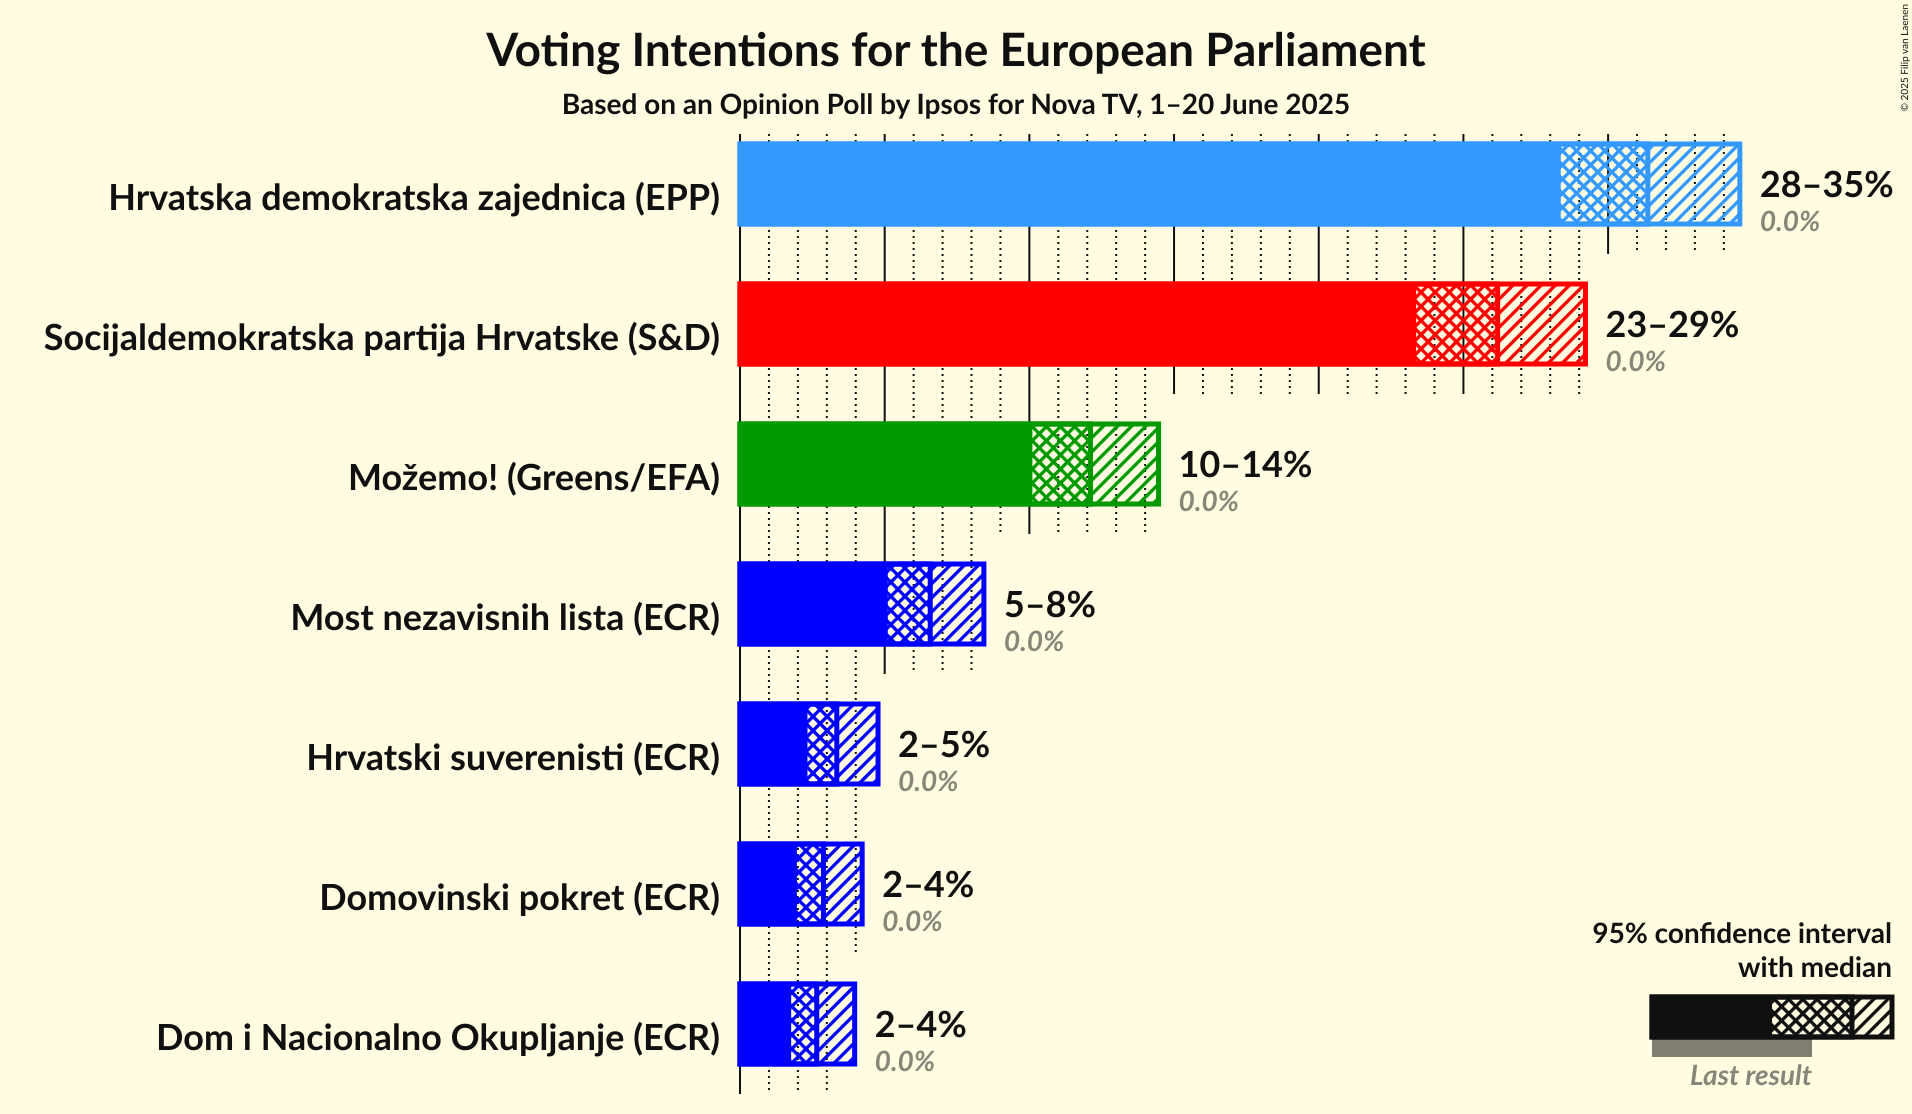 Voting Intentions for the European Parliament
Based on an Opinion Poll by Ipsos for Nova TV, 1–20 June 2025
© 2025 Filip van Laenen
Hrvatska demokratska zajednica (EPP)
28–35%
0.0%
Socijaldemokratska partija Hrvatske (S&D)
23–29%
0.0%
Možemo! (Greens/EFA)
10–14%
0.0%
Most nezavisnih lista (ECR)
5–8%
0.0%
Hrvatski suverenisti (ECR)
2–5%
0.0%
Domovinski pokret (ECR)
2–4%
0.0%
Dom i Nacionalno Okupljanje (ECR)
2–4%
0.0%
95% confidence interval
with median
Last result